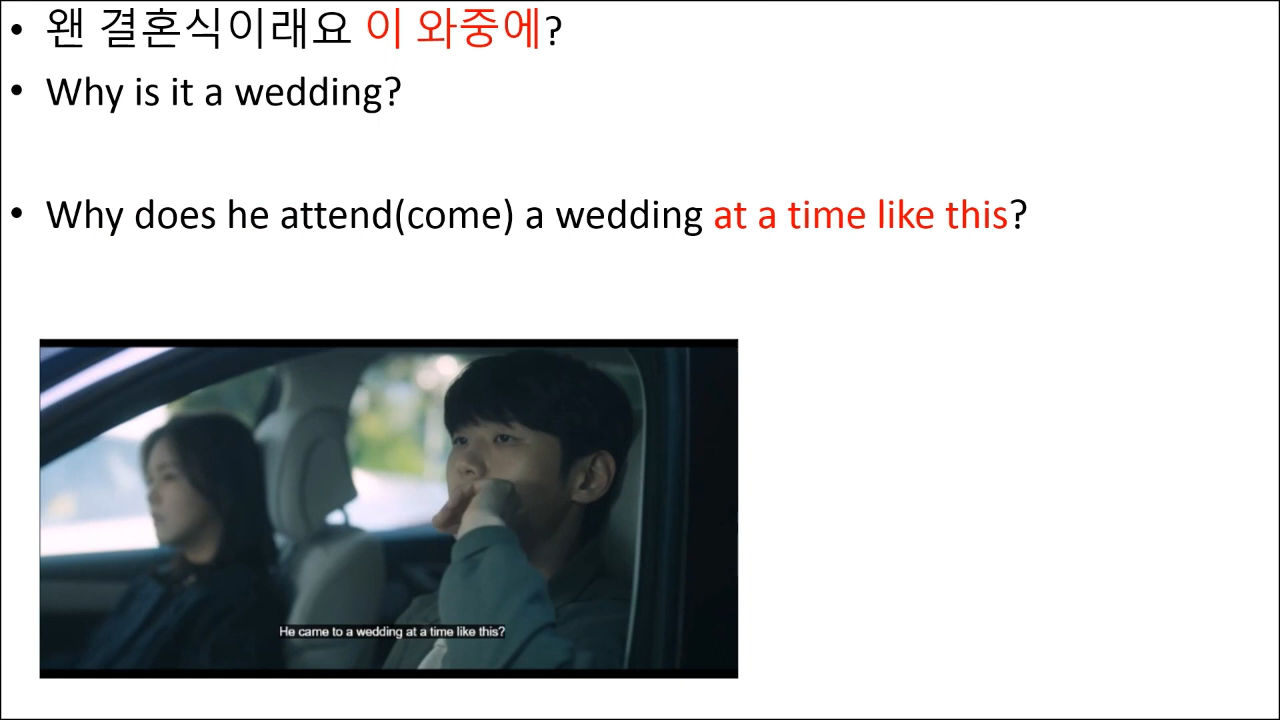 • 왠 결혼식이래요 이 와중에?
• Why is it a wedding?
• Why does he attend(come) a wedding at a time like this?
He came to a wedding at a time like this?